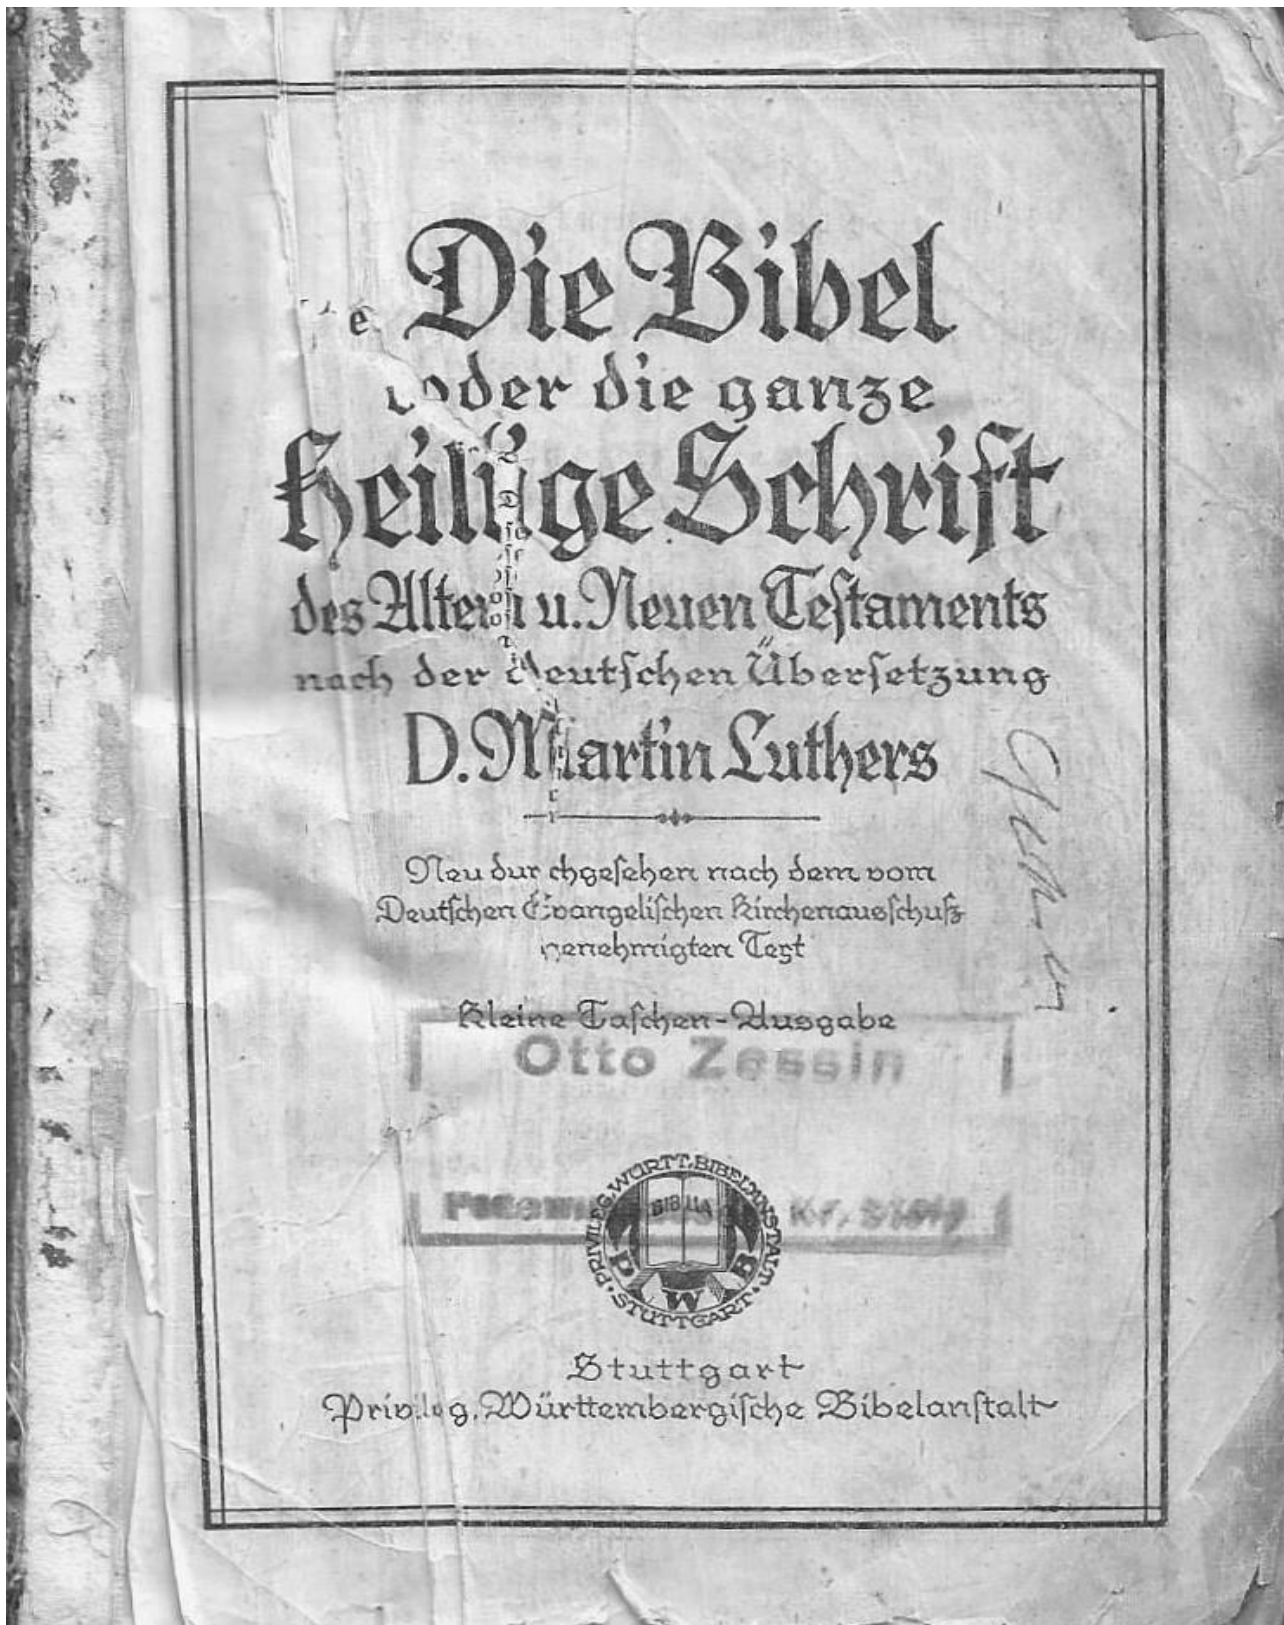 Die Bibel
oder die ganze
Heilige Schrift
des Alten u. Neuen Testaments
nach der deutschen Übersetzung
D. Martin Luthers
Neu durchgesehen nach dem vom
Deutschen Evangelischen Kirchenausschuß
genehmigten Text
Kleine Taschen-Ausgabe
Otto Zessin
Kr. Stolp
PRIVILEG. WÜRTT. BIBELANSTALT
BIBLIA
P W B
STUTTGART
Stuttgart
Privileg. Württembergische Bibelanstalt